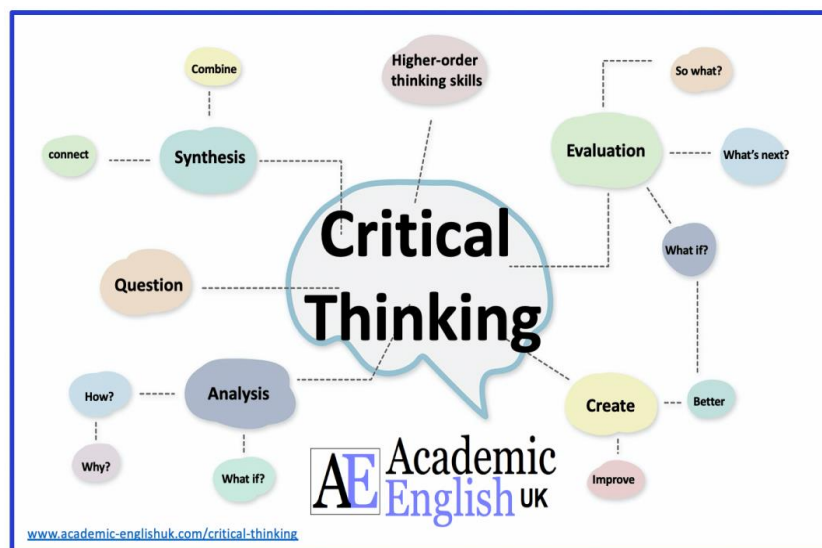 Combine
Higher-order
thinking skills
So what?
connect
Synthesis
Evaluation
What's next?
Critical
Thinking
What if?
Question
How?
Analysis
Create
Better
Why?
What if?
Improve
AE Academic
English UK
www.academic-englishuk.com/critical-thinking